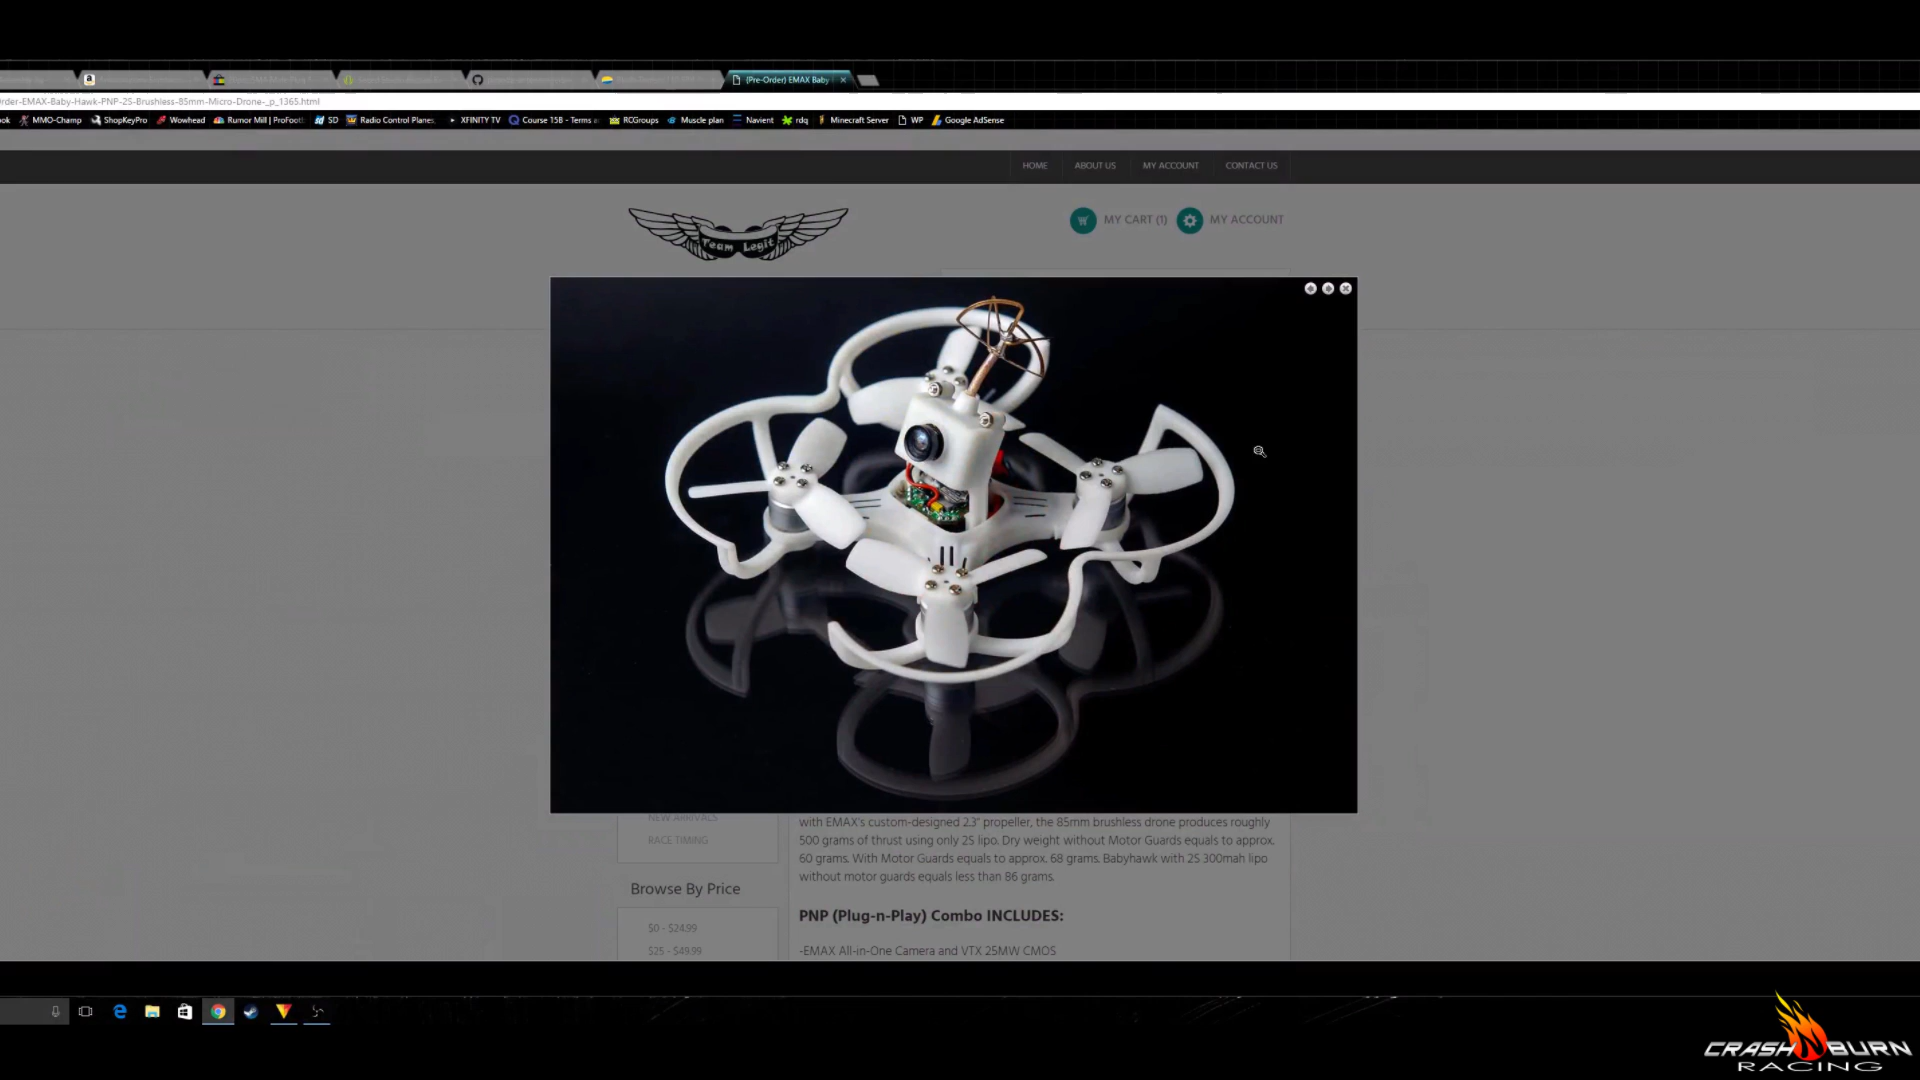 (Pre-Order) EMAX Baby
rder-EMAX-Baby-Hawk-PNP-2S-Brushless-85mm-Micro-Drone-_p_1365.html
ok MMO-Champ ShopKeyPro Wowhead Rumor Mill | ProFoot SD Radio Control Planes, XFINITY TV Course 15B - Terms a RCGroups Muscle plan Navient rdq Minecraft Server WP Google AdSense
HOME ABOUT US MY ACCOUNT CONTACT US
Team Legit
MY CART (1) MY ACCOUNT
NEW ARRIVALS
RACE TIMING
Browse By Price
$0 - $24.99
$25 - $49.99
with EMAX's custom-designed 2.3" propeller, the 85mm brushless drone produces roughly
500 grams of thrust using only 2S lipo. Dry weight without Motor Guards equals to approx.
60 grams. With Motor Guards equals to approx. 68 grams. Babyhawk with 2S 300mah lipo
without motor guards equals less than 86 grams.
PNP (Plug-n-Play) Combo INCLUDES:
-EMAX All-in-One Camera and VTX 25MW CMOS
CRASH N BURN
RACING